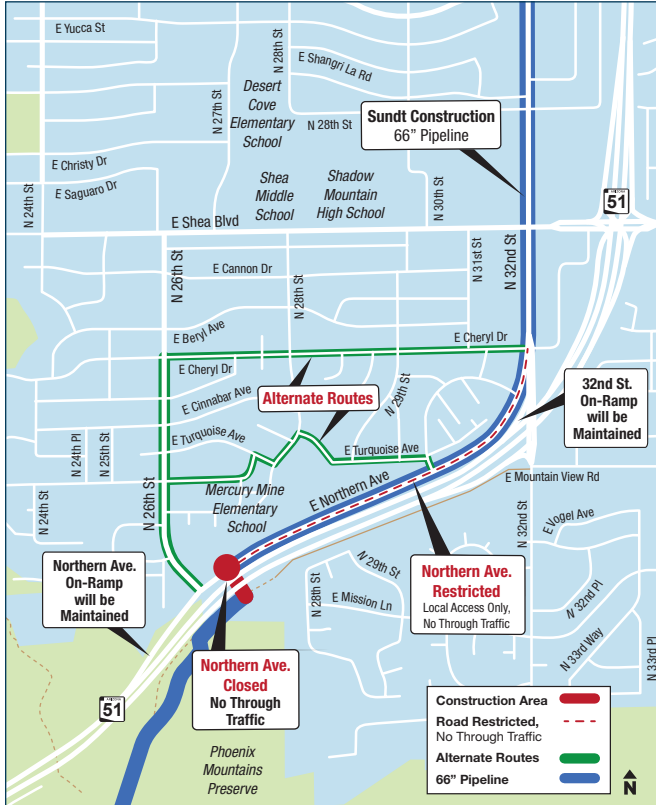 E Yucca St
N 28th St
E Shangri La Rd
Desert
Cove
Elementary
School
N 27th St
N 28th St
Sundt Construction
66” Pipeline
N 24th St
E Christy Dr
E Saguaro Dr
Shea
Middle
School
Shadow
Mountain
High School
N 30th St
ARIZONA
51
E Shea Blvd
N 26th St
E Cannon Dr
N 28th St
N 31st St
N 32nd St
E Beryl Ave
E Cheryl Dr
E Cheryl Dr
E Cinnabar Ave
Alternate Routes
N 29th St
32nd St.
On-Ramp
will be
Maintained
N 24th Pl
N 25th St
E Turquoise Ave
E Turquoise Ave
E Mountain View Rd
N 24th St
N 26th St
Mercury Mine
Elementary
School
E Northern Ave
N 32nd St
E Vogel Ave
Northern Ave.
On-Ramp
will be
Maintained
N 28th St
N 29th St
E Mission Ln
Northern Ave.
Restricted
Local Access Only,
No Through Traffic
N 32nd Pl
N 33rd Way
N 33rd Pl
Northern Ave.
Closed
No Through
Traffic
ARIZONA
51
Phoenix
Mountains
Preserve
Construction Area
Road Restricted,
No Through Traffic
Alternate Routes
66” Pipeline
N